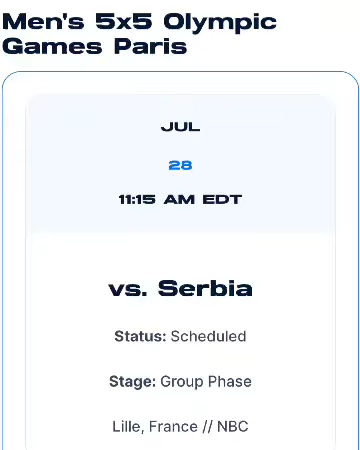 Men's 5x5 Olympic
Games Paris
JUL
28
11:15 AM EDT
vs. Serbia
Status: Scheduled
Stage: Group Phase
Lille, France // NBC